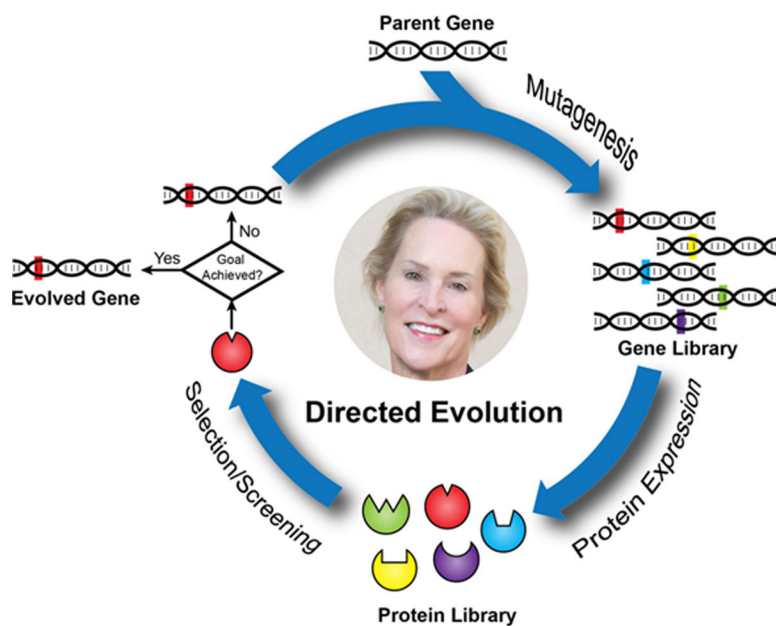 Parent Gene
Mutagenesis
No
Yes
Goal
Achieved?
Evolved Gene
Gene Library
Directed Evolution
Selection/Screening
Protein Expression
Protein Library